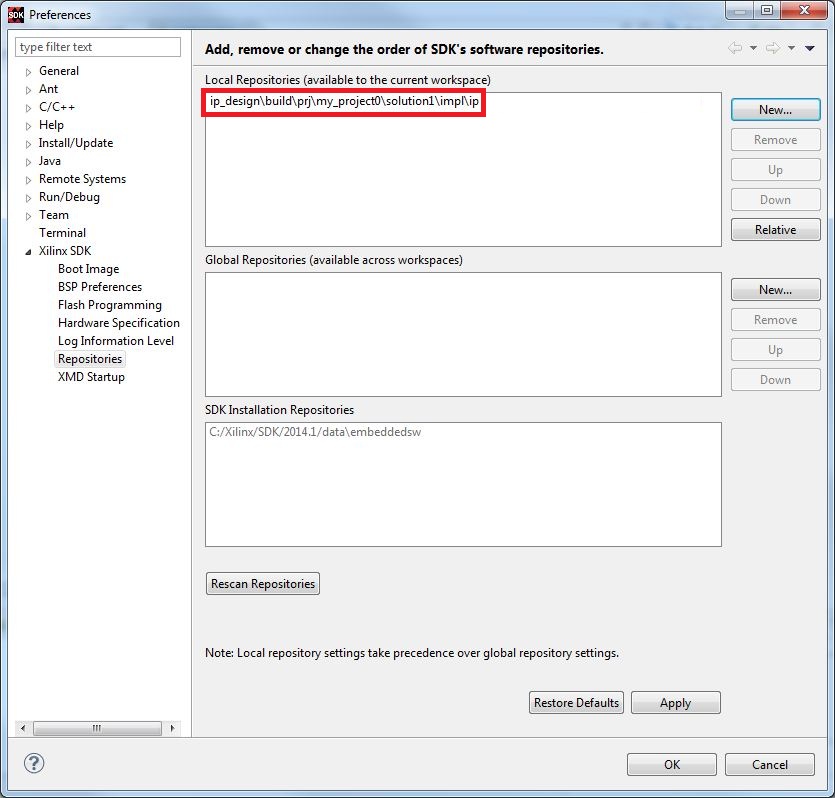 SDK Preferences
type filter text
General
Ant
C/C++
Help
Install/Update
Java
Remote Systems
Run/Debug
Team
Terminal
Xilinx SDK
Boot Image
BSP Preferences
Flash Programming
Hardware Specification
Log Information Level
Repositories
XMD Startup
Add, remove or change the order of SDK's software repositories.
Local Repositories (available to the current workspace)
ip_design\build\prj\my_project0\solution1\impl\ip
New...
Remove
Up
Down
Relative
Global Repositories (available across workspaces)
New...
Remove
Up
Down
SDK Installation Repositories
C:/Xilinx/SDK/2014.1/data\embeddedsw
Rescan Repositories
Note: Local repository settings take precedence over global repository settings.
Restore Defaults
Apply
?
OK
Cancel